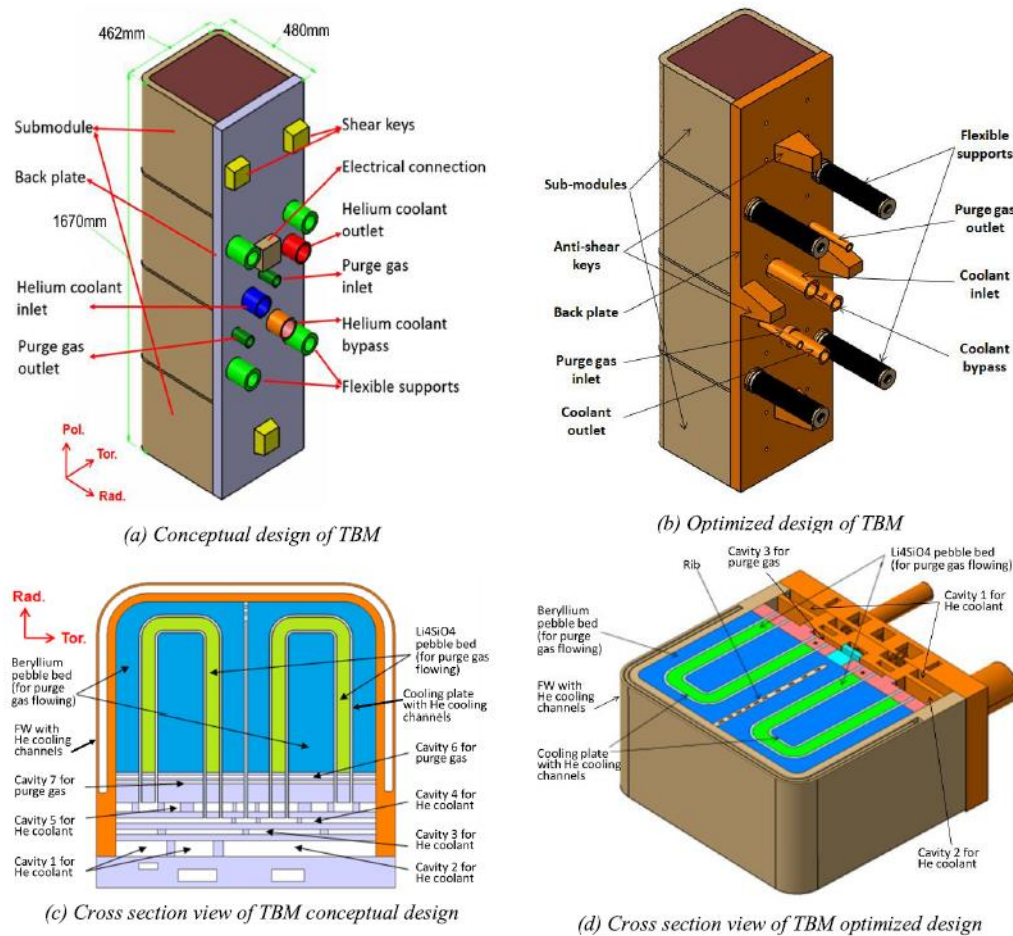 462mm
480mm
Submodule
Back plate
1670mm
Helium coolant
inlet
Purge gas
outlet
Shear keys
Electrical connection
Helium coolant
outlet
Purge gas
inlet
Helium coolant
bypass
Flexible supports
Pol.
Tor.
Rad.
(a) Conceptual design of TBM
Sub-modules
Anti-shear
keys
Back plate
Purge gas
inlet
Coolant
outlet
Flexible
supports
Purge gas
outlet
Coolant
inlet
Coolant
bypass
(b) Optimized design of TBM
Rad.
Tor.
Beryllium
pebble bed
(for purge
gas flowing)
FW with
He cooling
channels
Cavity 7 for
purge gas
Cavity 5 for
He coolant
Cavity 1 for
He coolant
Li4SiO4
pebble bed
(for purge gas
flowing)
Cooling plate
with He cooling
channels
Cavity 6 for
purge gas
Cavity 4 for
He coolant
Cavity 3 for
He coolant
Cavity 2 for
He coolant
(c) Cross section view of TBM conceptual design
Rib
Cavity 3 for
purge gas
Li4SiO4 pebble bed
(for purge gas flowing)
Cavity 1 for
He coolant
Beryllium
pebble bed
(for purge gas
flowing)
FW with
He cooling
channels
Cooling plate with
He cooling channels
Cavity 2 for
He coolant
(d) Cross section view of TBM optimized design